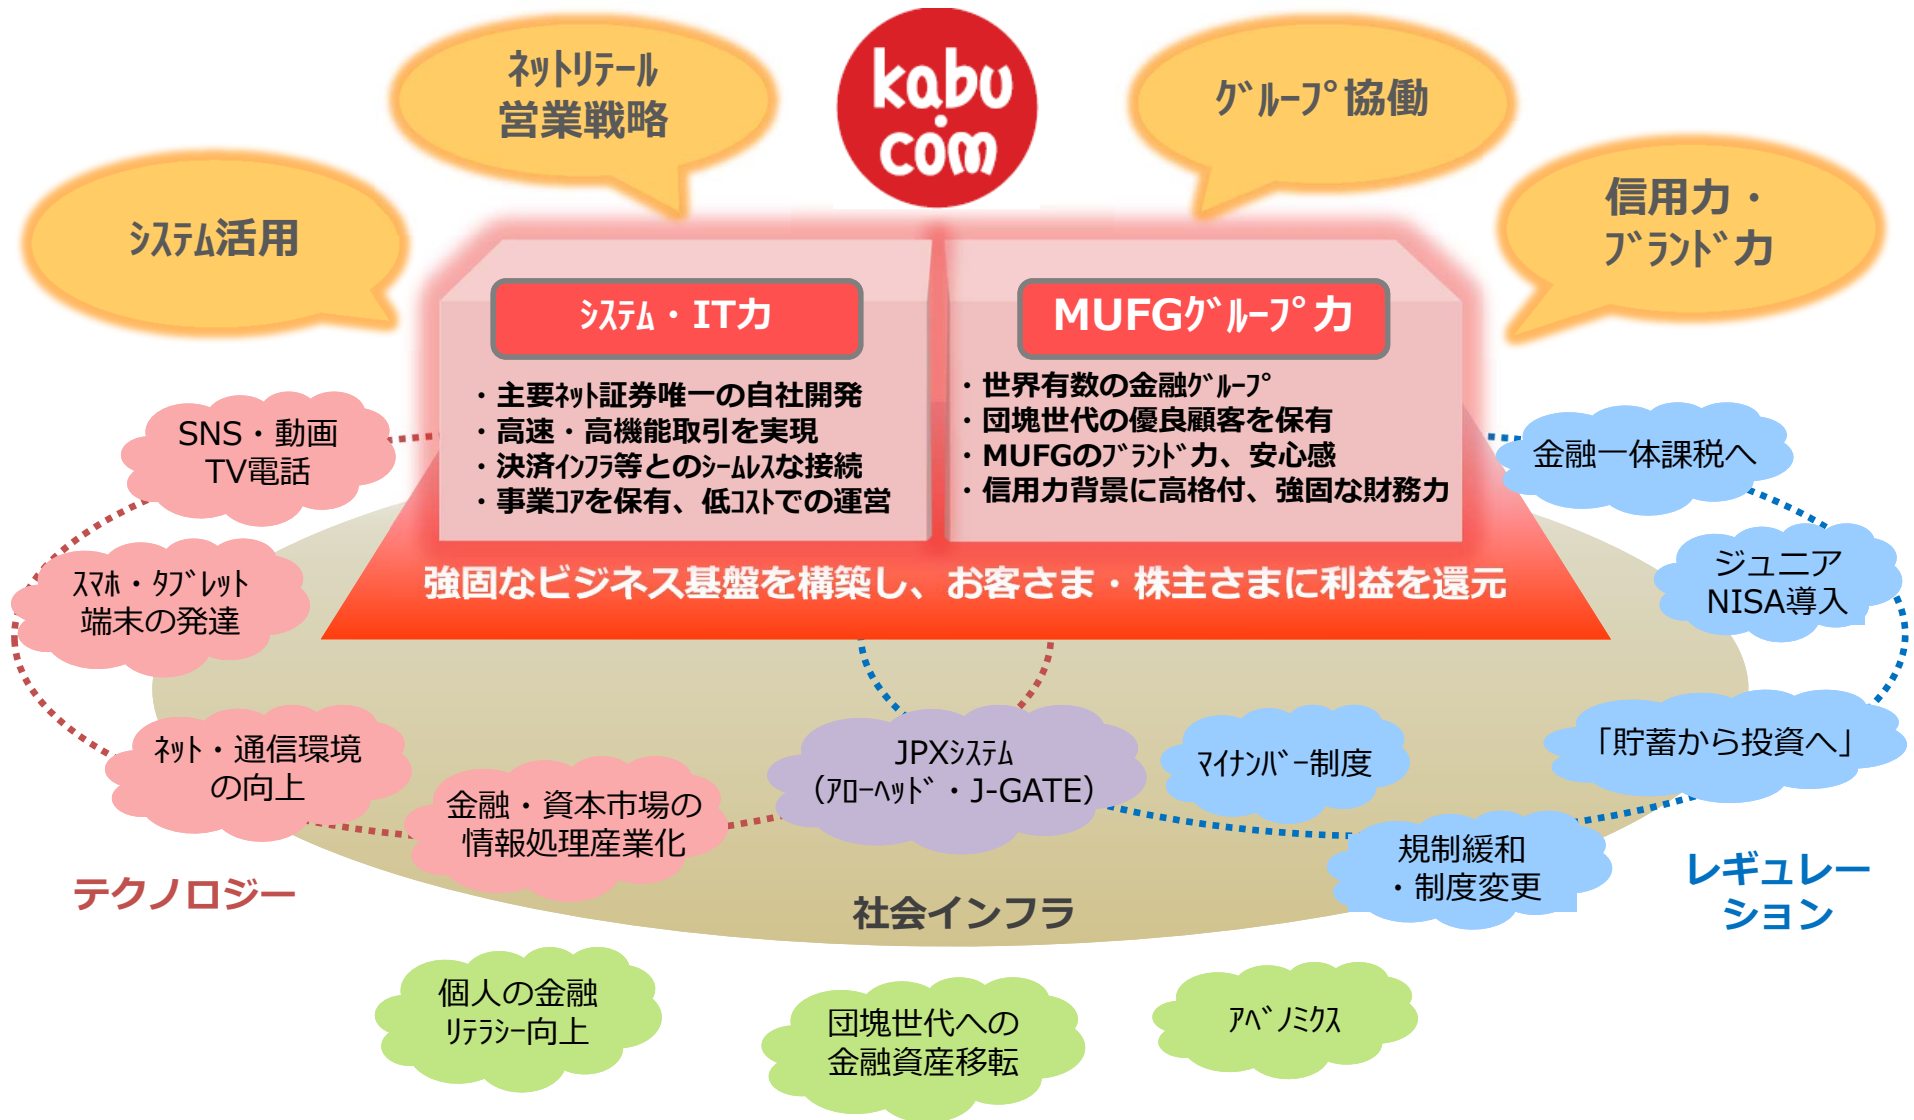 ﾈｯﾄﾘﾃｰﾙ
営業戦略
kabu
.
com
ｸﾞﾙｰﾌﾟ協働
ｼｽﾃﾑ活用
信用力・
ﾌﾞﾗﾝﾄﾞ力
ｼｽﾃﾑ・IT力
・主要ﾈｯﾄ証券唯一の自社開発
・高速・高機能取引を実現
・決済ｲﾝﾌﾗ等とのｼｰﾑﾚｽな接続
・事業ｺｱを保有、低ｺｽﾄでの運営
MUFGｸﾞﾙｰﾌﾟ力
・世界有数の金融ｸﾞﾙｰﾌﾟ
・団塊世代の優良顧客を保有
・MUFGのﾌﾞﾗﾝﾄﾞ力、安心感
・信用力背景に高格付、強固な財務力
強固なビジネス基盤を構築し、お客さま・株主さまに利益を還元
SNS・動画
TV電話
ｽﾏﾎ・ﾀﾌﾞﾚｯﾄ
端末の発達
ﾈｯﾄ・通信環境
の向上
金融・資本市場の
情報処理産業化
テクノロジー
JPXｼｽﾃﾑ
（ｱﾛｰﾍｯﾄﾞ・J-GATE）
社会インフラ
金融一体課税へ
ジュニア
NISA導入
「貯蓄から投資へ」
ﾏｲﾅﾝﾊﾞｰ制度
規制緩和
・制度変更
レギュレー
ション
個人の金融
ﾘﾃﾗｼｰ向上
団塊世代への
金融資産移転
ｱﾍﾞﾉﾐｸｽ